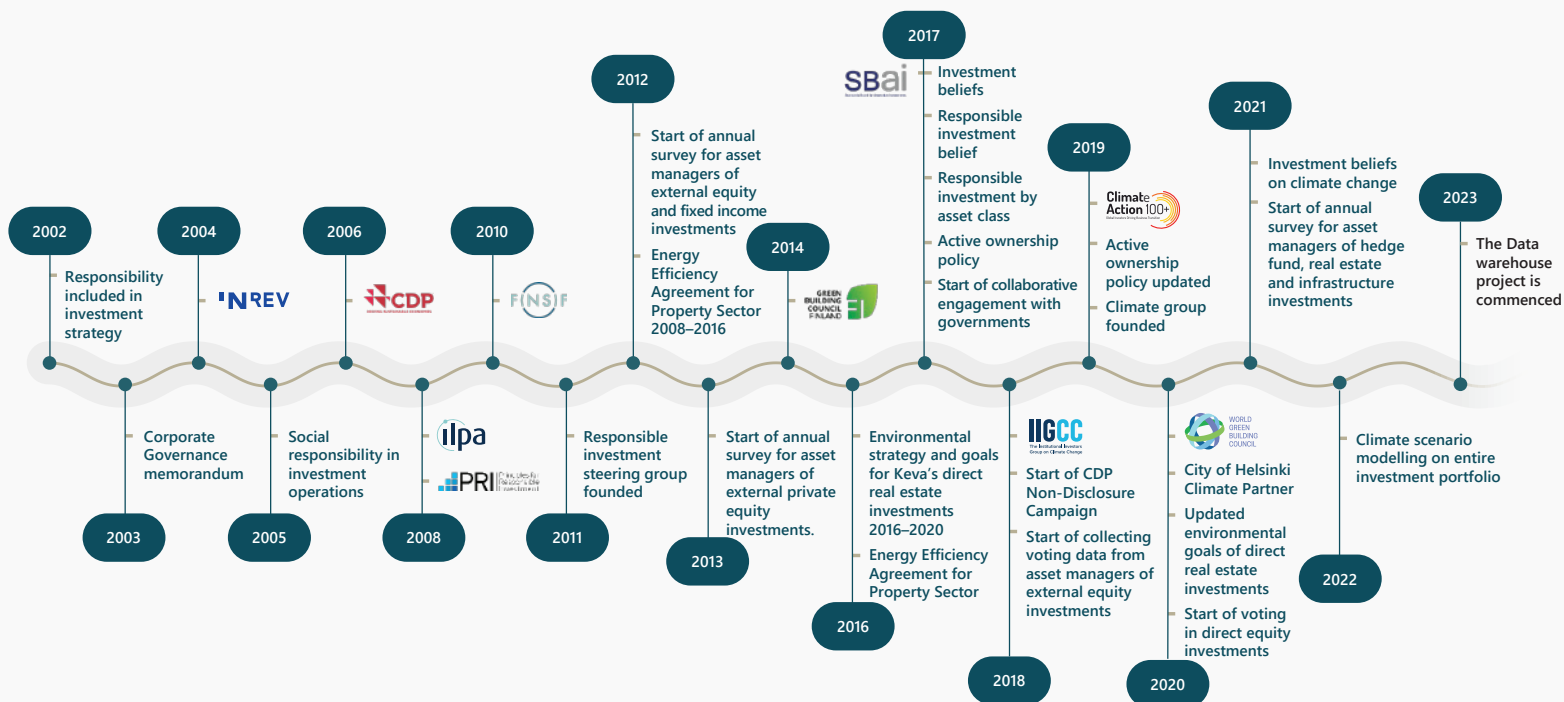 2002
Responsibility
included in
investment
strategy
2003
Corporate
Governance
memorandum
2004
INREV
2005
Social
responsibility in
investment
operations
2006
CDP
2008
ilpa
PRI Principles for
Responsible
Investment
2010
FINSIF
2011
Responsible
investment
steering group
founded
2012
Start of annual
survey for asset
managers of
external equity
and fixed income
investments
Energy
Efficiency
Agreement for
Property Sector
2008–2016
2013
Start of annual
survey for asset
managers of
external private
equity
investments.
2014
GREEN
BUILDING
COUNCIL
FINLAND
2016
Environmental
strategy and goals
for Keva's direct
real estate
investments
2016–2020
Energy Efficiency
Agreement for
Property Sector
2017
SBai
Investment
beliefs
Responsible
investment
belief
Responsible
investment by
asset class
Active ownership
policy
Start of collaborative
engagement with
governments
2018
IIGCC
The Institutional Investors
Group on Climate Change
Start of CDP
Non-Disclosure
Campaign
Start of collecting
voting data from
asset managers of
external equity
investments
2019
Climate
Action 100+
Active
ownership
policy updated
Climate group
founded
2020
WORLD
GREEN
BUILDING
COUNCIL
City of Helsinki
Climate Partner
Updated
environmental
goals of direct
real estate
investments
Start of voting
in direct equity
investments
2021
Investment beliefs
on climate change
Start of annual
survey for asset
managers of hedge
fund, real estate
and infrastructure
investments
2022
Climate scenario
modelling on entire
investment portfolio
2023
The Data
warehouse
project is
commenced